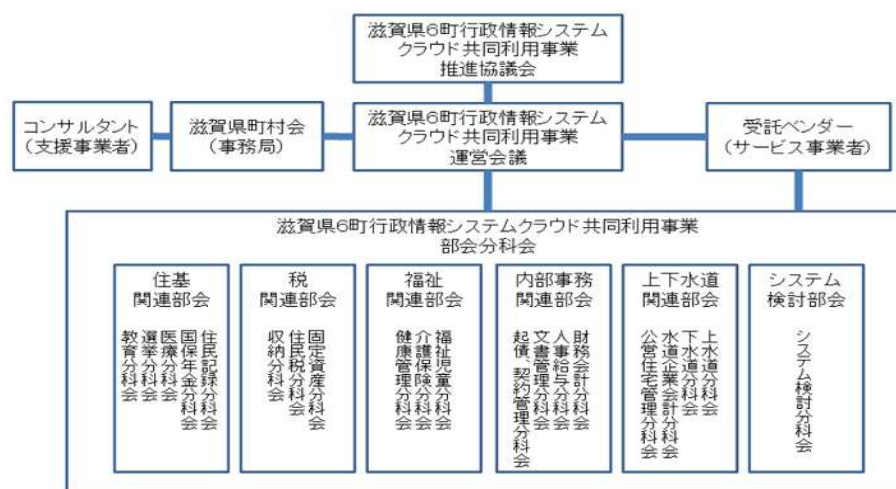 滋賀県6町行政情報システム
クラウド共同利用事業
推進協議会
コンサルタント
（支援事業者）
滋賀県町村会
（事務局）
滋賀県6町行政情報システム
クラウド共同利用事業
運営会議
受託ベンダー
（サービス事業者）
滋賀県6町行政情報システムクラウド共同利用事業
部会分科会
住基
関連部会
住民記録分科会
国保年金分科会
医療分科会
選挙分科会
教育分科会
税
関連部会
固定資産分科会
住民税分科会
収納分科会
福祉
関連部会
福祉児童分科会
介護保険分科会
健康管理分科会
内部事務
関連部会
財務会計分科会
人事給与分科会
文書管理分科会
起債、契約管理分科会
上下水道
関連部会
上水道分科会
下水道分科会
水道企業会計分科会
公営住宅管理分科会
システム
検討部会
システム検討分科会